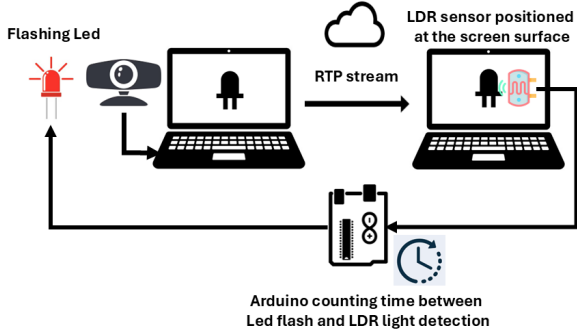 Flashing Led
LDR sensor positioned
at the screen surface
RTP stream
Arduino counting time between
Led flash and LDR light detection